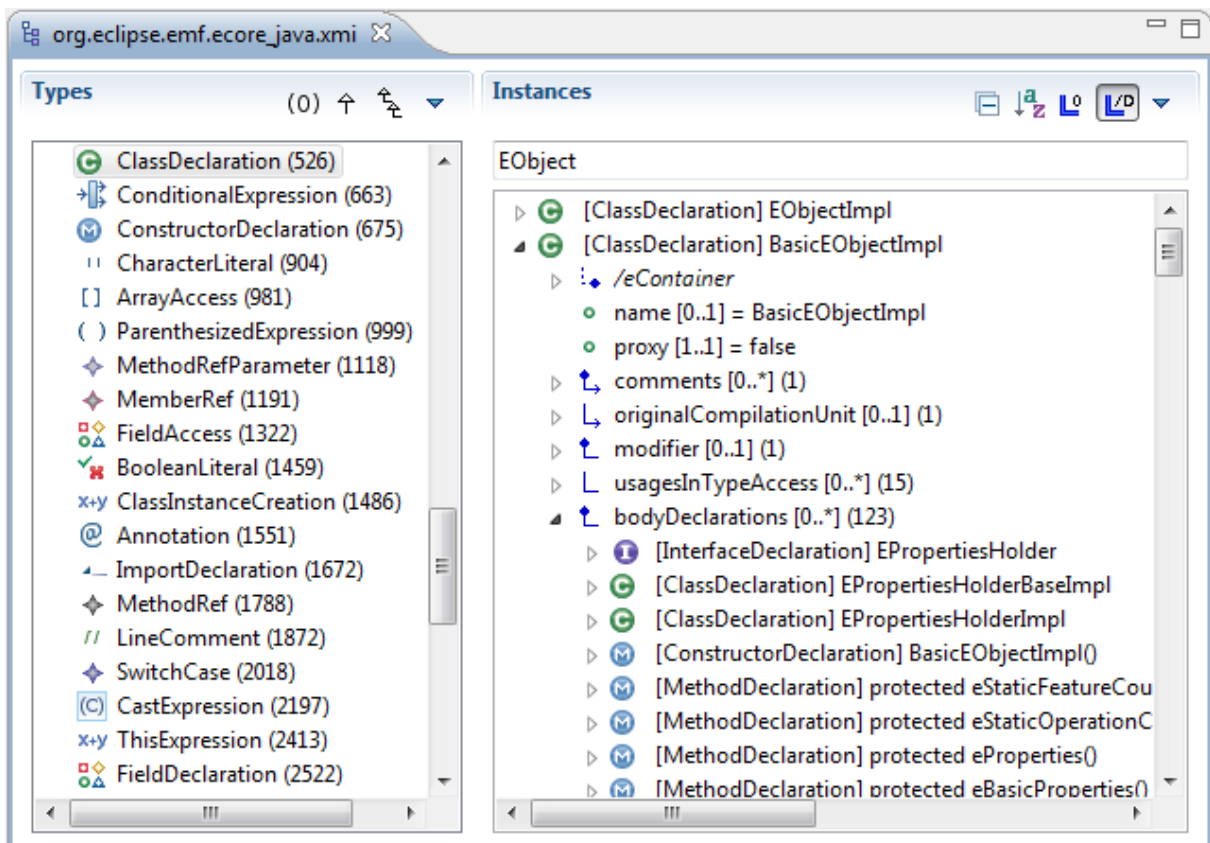 org.eclipse.emf.ecore_java.xmi
Types
(0)
ClassDeclaration (526)
ConditionalExpression (663)
ConstructorDeclaration (675)
CharacterLiteral (904)
[ ] ArrayAccess (981)
( ) ParenthesizedExpression (999)
MethodRefParameter (1118)
MemberRef (1191)
FieldAccess (1322)
BooleanLiteral (1459)
x+y ClassInstanceCreation (1486)
@ Annotation (1551)
ImportDeclaration (1672)
MethodRef (1788)
// LineComment (1872)
SwitchCase (2018)
(C) CastExpression (2197)
x+y ThisExpression (2413)
FieldDeclaration (2522)
Instances
EObject
C [ClassDeclaration] EObjectImpl
C [ClassDeclaration] BasicEObjectImpl
/eContainer
name [0..1] = BasicEObjectImpl
proxy [1..1] = false
comments [0..*] (1)
originalCompilationUnit [0..1] (1)
modifier [0..1] (1)
usagesInTypeAccess [0..*] (15)
bodyDeclarations [0..*] (123)
I [InterfaceDeclaration] EPropertiesHolder
C [ClassDeclaration] EPropertiesHolderBaseImpl
C [ClassDeclaration] EPropertiesHolderImpl
M [ConstructorDeclaration] BasicEObjectImpl()
M [MethodDeclaration] protected eStaticFeatureCou
M [MethodDeclaration] protected eStaticOperationC
M [MethodDeclaration] protected eProperties()
M [MethodDeclaration] protected eBasicProperties()